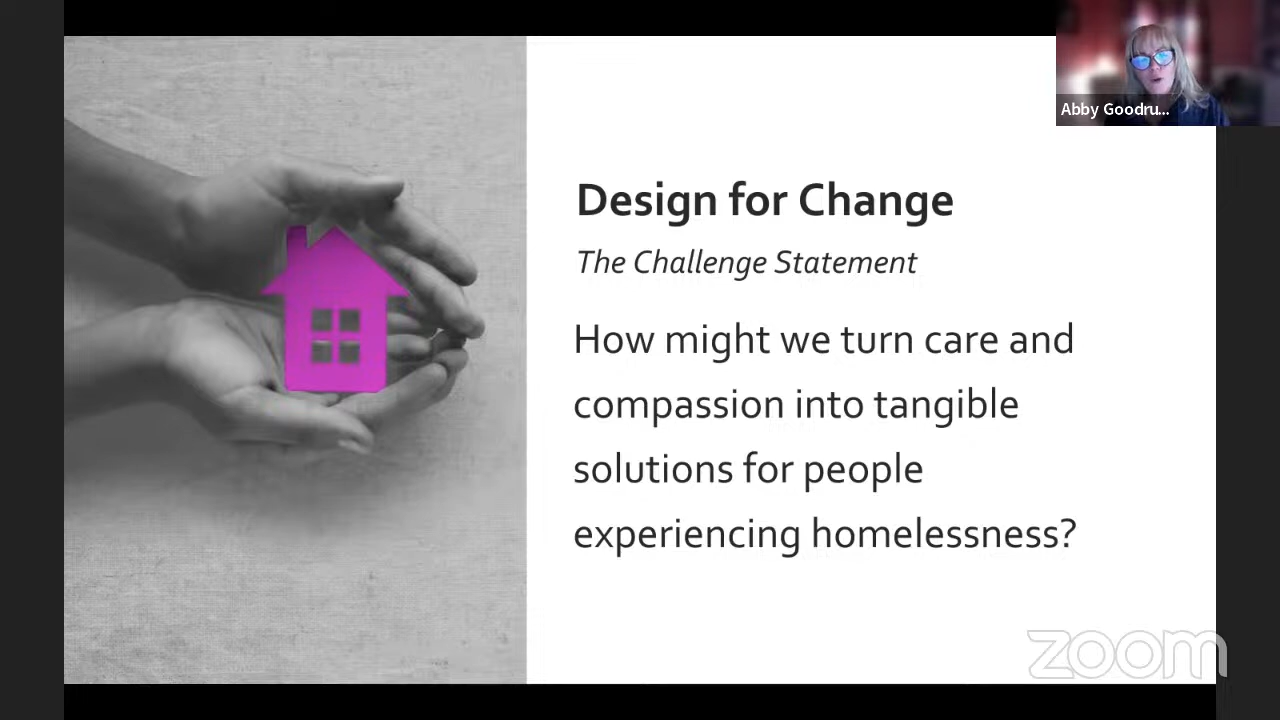 Abby Goodru...
Design for Change
The Challenge Statement
How might we turn care and
compassion into tangible
solutions for people
experiencing homelessness?
zoom